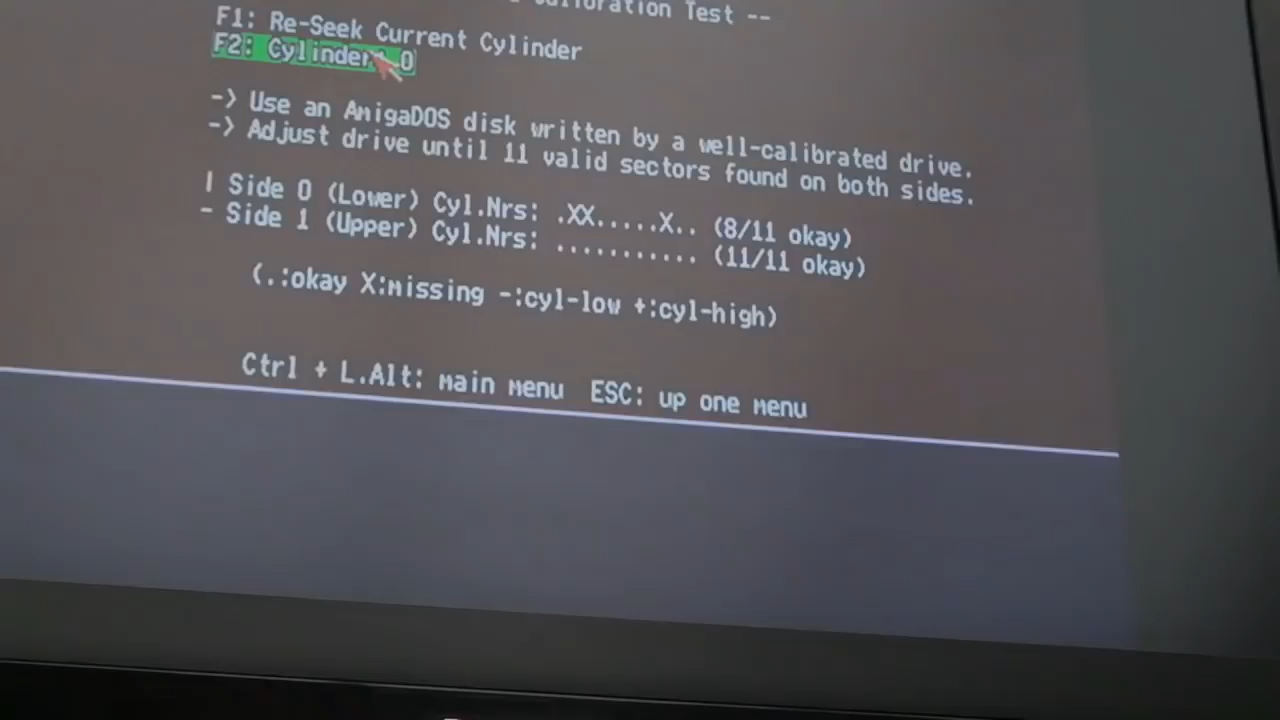 Calibration Test --
F1: Re-Seek Current Cylinder
F2: Cylinder: 0
-> Use an AmigaDOS disk written by a well-calibrated drive.
-> Adjust drive until 11 valid sectors found on both sides.
| Side 0 (Lower) Cyl.Nrs: .XX.....X.. (8/11 okay)
- Side 1 (Upper) Cyl.Nrs: ........... (11/11 okay)
(.:okay X:missing -:cyl-low +:cyl-high)
Ctrl + L.Alt: main menu ESC: up one menu